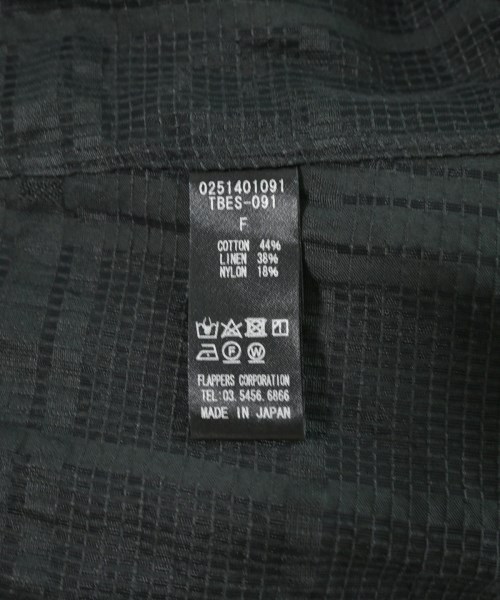 0251401091
TBES-091
F
COTTON 44%
LINEN 38%
NYLON 18%
F W
FLAPPERS CORPORATION
TEL:03.5456.6866
MADE IN JAPAN